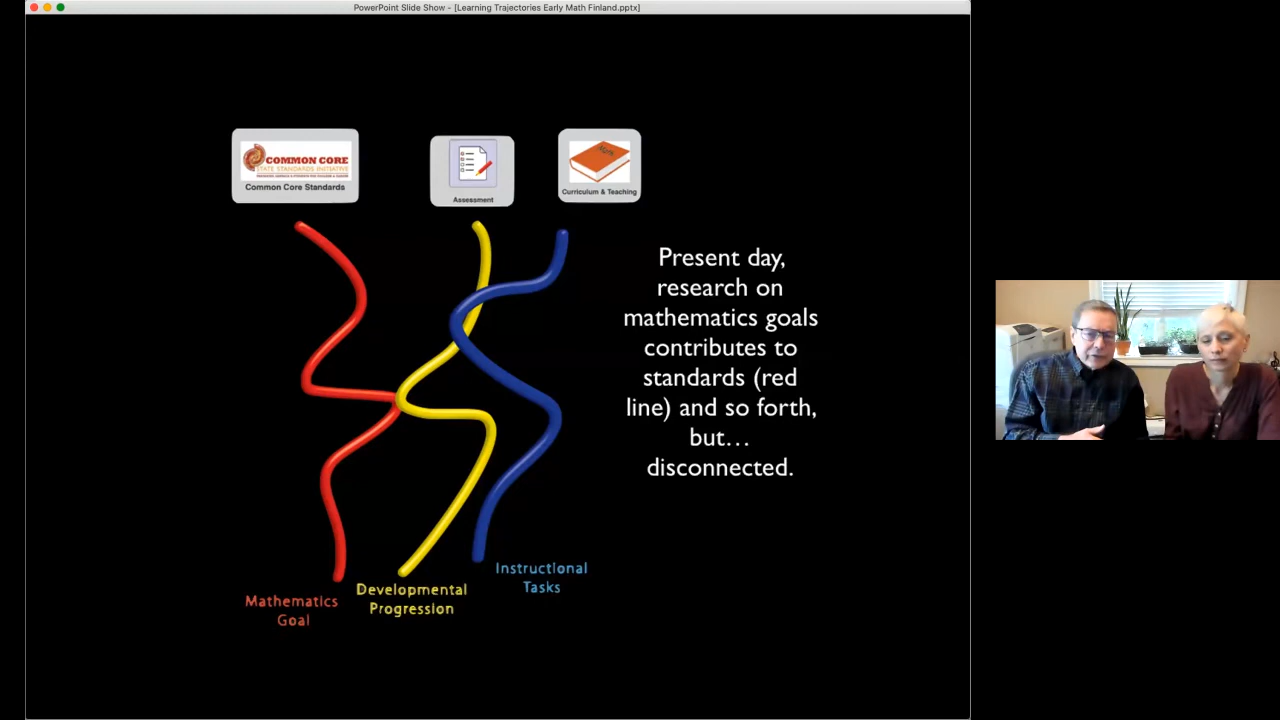 PowerPoint Slide Show - [Learning Trajectories Early Math Finland.pptx]
COMMON CORE
STATE STANDARDS INITIATIVE
Common Core Standards
Assessment
Curriculum & Teaching
Present day,
research on
mathematics goals
contributes to
standards (red
line) and so forth,
but...
disconnected.
Instructional
Tasks
Developmental
Progression
Mathematics
Goal